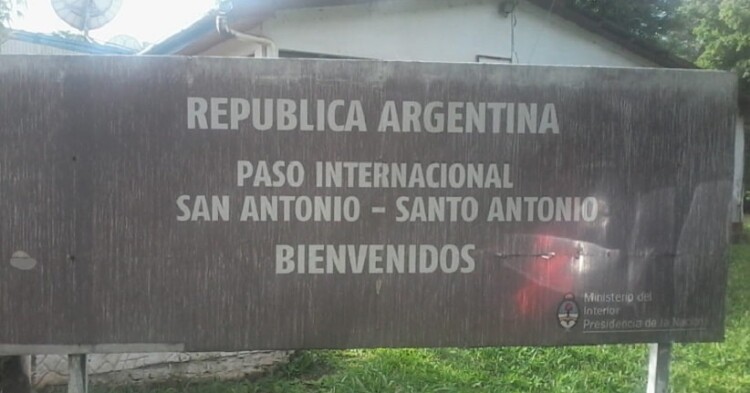 REPUBLICA ARGENTINA
PASO INTERNACIONAL
SAN ANTONIO - SANTO ANTONIO
BIENVENIDOS
Ministerio del
Interior
Presidencia de la Nación